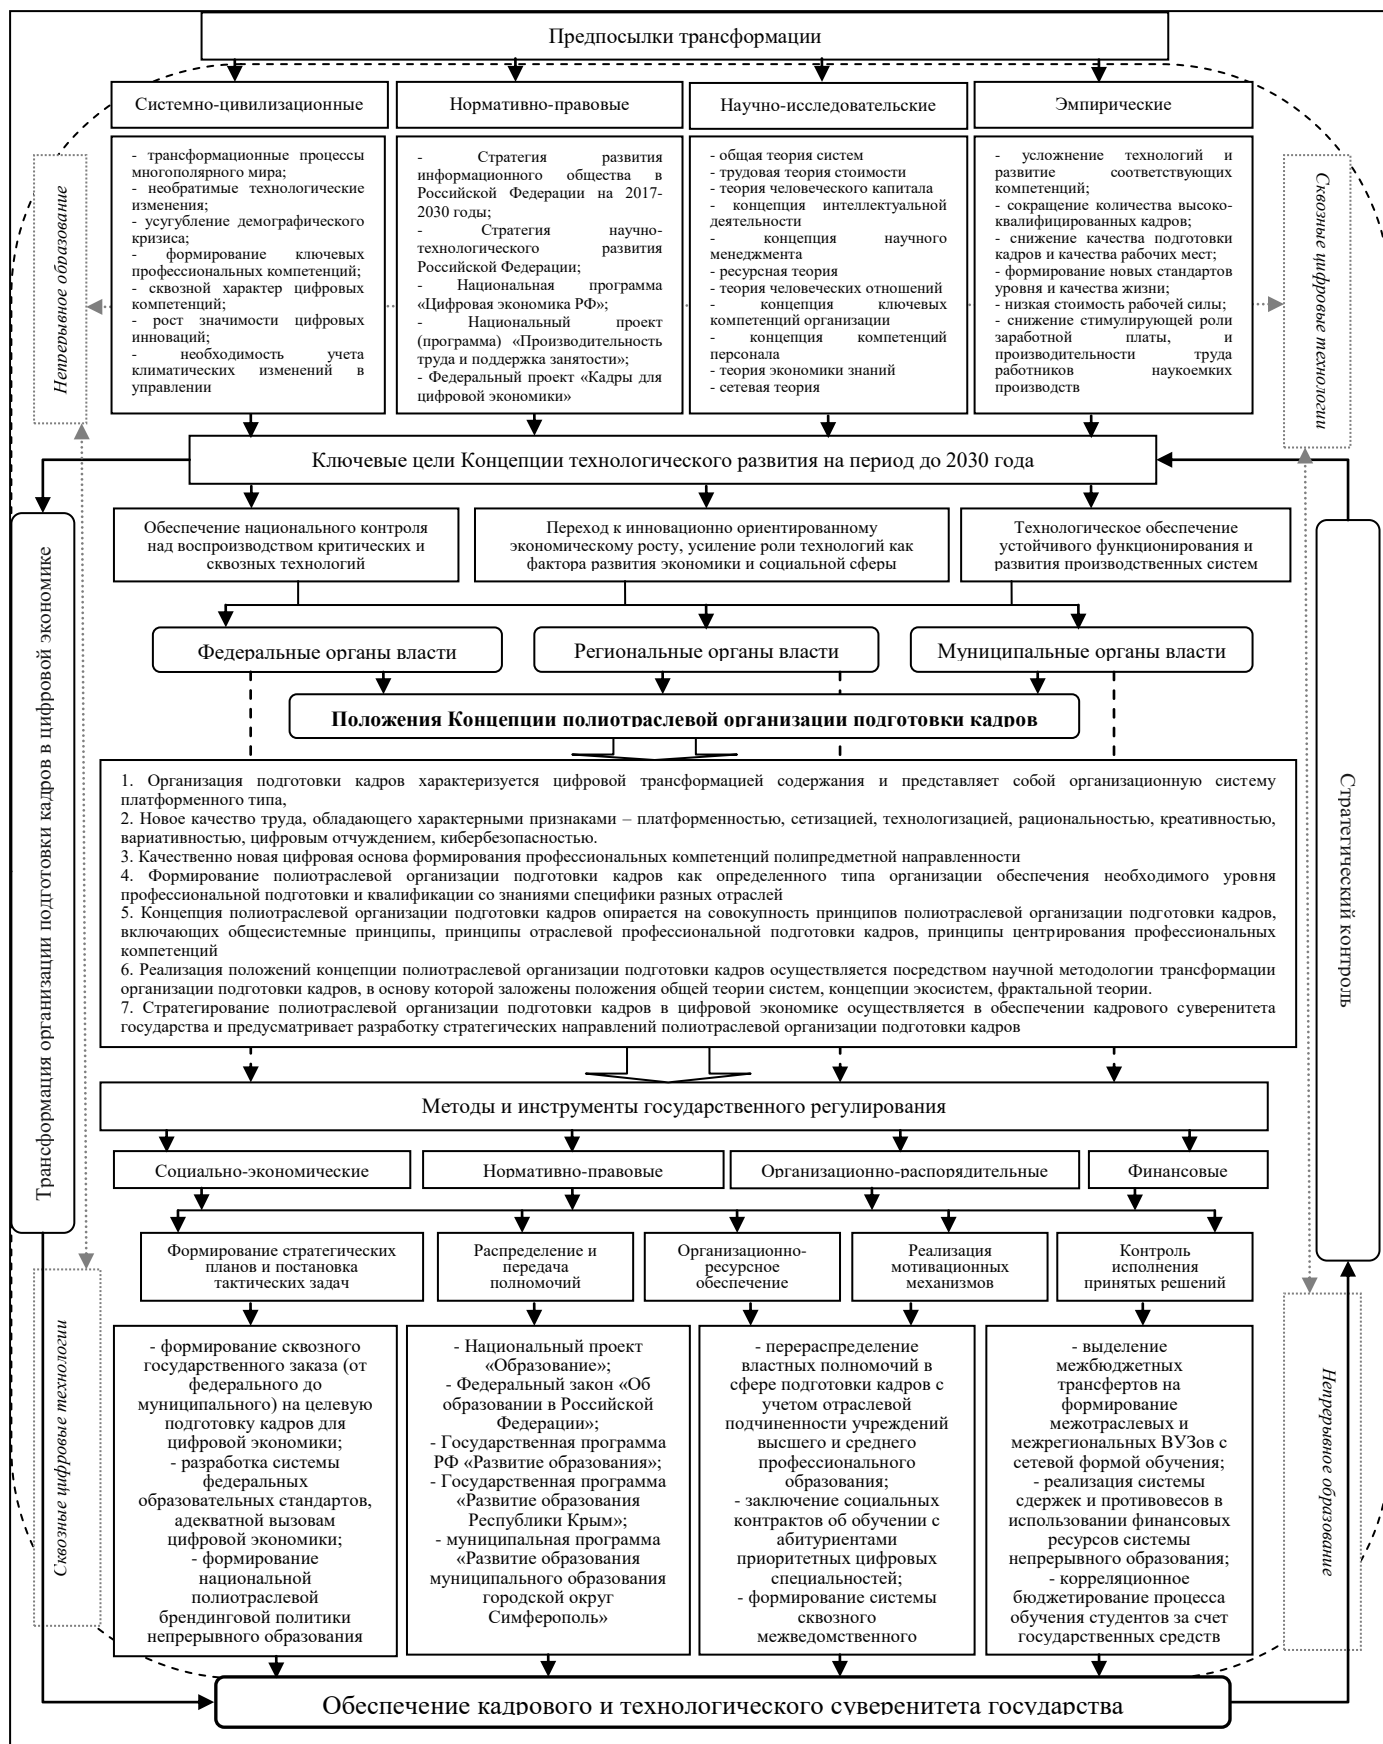 Предпосылки трансформации
Системно-цивилизационные
Нормативно-правовые
Научно-исследовательские
Эмпирические
- трансформационные процессы
многополярного мира;
- необратимые технологические
изменения;
- усугубление демографического
кризиса;
- формирование ключевых
профессиональных компетенций;
- сквозной характер цифровых
компетенций;
- рост значимости цифровых
инноваций;
- необходимость учета
климатических изменений в
управлении
- Стратегия развития
информационного общества в
Российской Федерации на 2017-
2030 годы;
- Стратегия научно-
технологического развития
Российской Федерации;
- Национальная программа
«Цифровая экономика РФ»;
- Национальный проект
(программа) «Производительность
труда и поддержка занятости»;
- Федеральный проект «Кадры для
цифровой экономики»
- общая теория систем
- трудовая теория стоимости
- теория человеческого капитала
- концепция интеллектуальной
деятельности
- концепция научного
менеджмента
- ресурсная теория
- теория человеческих отношений
- концепция ключевых
компетенций организации
- концепция компетенций
персонала
- теория экономики знаний
- сетевая теория
- усложнение технологий и
развитие соответствующих
компетенций;
- сокращение количества высоко-
квалифицированных кадров;
- снижение качества подготовки
кадров и качества рабочих мест;
- формирование новых стандартов
уровня и качества жизни;
- низкая стоимость рабочей силы;
- снижение стимулирующей роли
заработной платы, и
производительности труда
работников наукоемких
производств
Непрерывное образование
Сквозные цифровые технологии
Ключевые цели Концепции технологического развития на период до 2030 года
Обеспечение национального контроля
над воспроизводством критических и
сквозных технологий
Переход к инновационно ориентированному
экономическому росту, усиление роли технологий как
фактора развития экономики и социальной сферы
Технологическое обеспечение
устойчивого функционирования и
развития производственных систем
Федеральные органы власти
Региональные органы власти
Муниципальные органы власти
Положения Концепции полиотраслевой организации подготовки кадров
Трансформация организации подготовки кадров в цифровой экономике
Стратегический контроль
1. Организация подготовки кадров характеризуется цифровой трансформацией содержания и представляет собой организационную систему
платформенного типа,
2. Новое качество труда, обладающего характерными признаками – платформенностью, сетизацией, технологизацией, рациональностью, креативностью,
вариативностью, цифровым отчуждением, кибербезопасностью.
3. Качественно новая цифровая основа формирования профессиональных компетенций полипредметной направленности
4. Формирование полиотраслевой организации подготовки кадров как определенного типа организации обеспечения необходимого уровня
профессиональной подготовки и квалификации со знаниями специфики разных отраслей
5. Концепция полиотраслевой организации подготовки кадров опирается на совокупность принципов полиотраслевой организации подготовки кадров,
включающих общесистемные принципы, принципы отраслевой профессиональной подготовки кадров, принципы центрирования профессиональных
компетенций
6. Реализация положений концепции полиотраслевой организации подготовки кадров осуществляется посредством научной методологии трансформации
организации подготовки кадров, в основу которой заложены положения общей теории систем, концепции экосистем, фрактальной теории.
7. Стратегирование полиотраслевой организации подготовки кадров в цифровой экономике осуществляется в обеспечении кадрового суверенитета
государства и предусматривает разработку стратегических направлений полиотраслевой организации подготовки кадров
Методы и инструменты государственного регулирования
Социально-экономические
Нормативно-правовые
Организационно-распорядительные
Финансовые
Формирование стратегических
планов и постановка
тактических задач
Распределение и
передача
полномочий
Организационно-
ресурсное
обеспечение
Реализация
мотивационных
механизмов
Контроль
исполнения
принятых решений
Сквозные цифровые технологии
Непрерывное образование
- формирование сквозного
государственного заказа (от
федерального до
муниципального) на целевую
подготовку кадров для
цифровой экономики;
- разработка системы
федеральных
образовательных стандартов,
адекватной вызовам
цифровой экономики;
- формирование
национальной
полиотраслевой
брендинговой политики
непрерывного образования
- Национальный проект
«Образование»;
- Федеральный закон «Об
образовании в Российской
Федерации»;
- Государственная программа
РФ «Развитие образования»;
- Государственная программа
«Развитие образования
Республики Крым»;
- муниципальная программа
«Развитие образования
муниципального образования
городской округ
Симферополь»
- перераспределение
властных полномочий в
сфере подготовки кадров с
учетом отраслевой
подчиненности учреждений
высшего и среднего
профессионального
образования;
- заключение социальных
контрактов об обучении с
абитуриентами
приоритетных цифровых
специальностей;
- формирование системы
сквозного
межведомственного
- выделение
межбюджетных
трансфертов на
формирование
межотраслевых и
межрегиональных ВУЗов с
сетевой формой обучения;
- реализация системы
сдержек и противовесов в
использовании финансовых
ресурсов системы
непрерывного образования;
- корреляционное
бюджетирование процесса
обучения студентов за счет
государственных средств
Обеспечение кадрового и технологического суверенитета государства